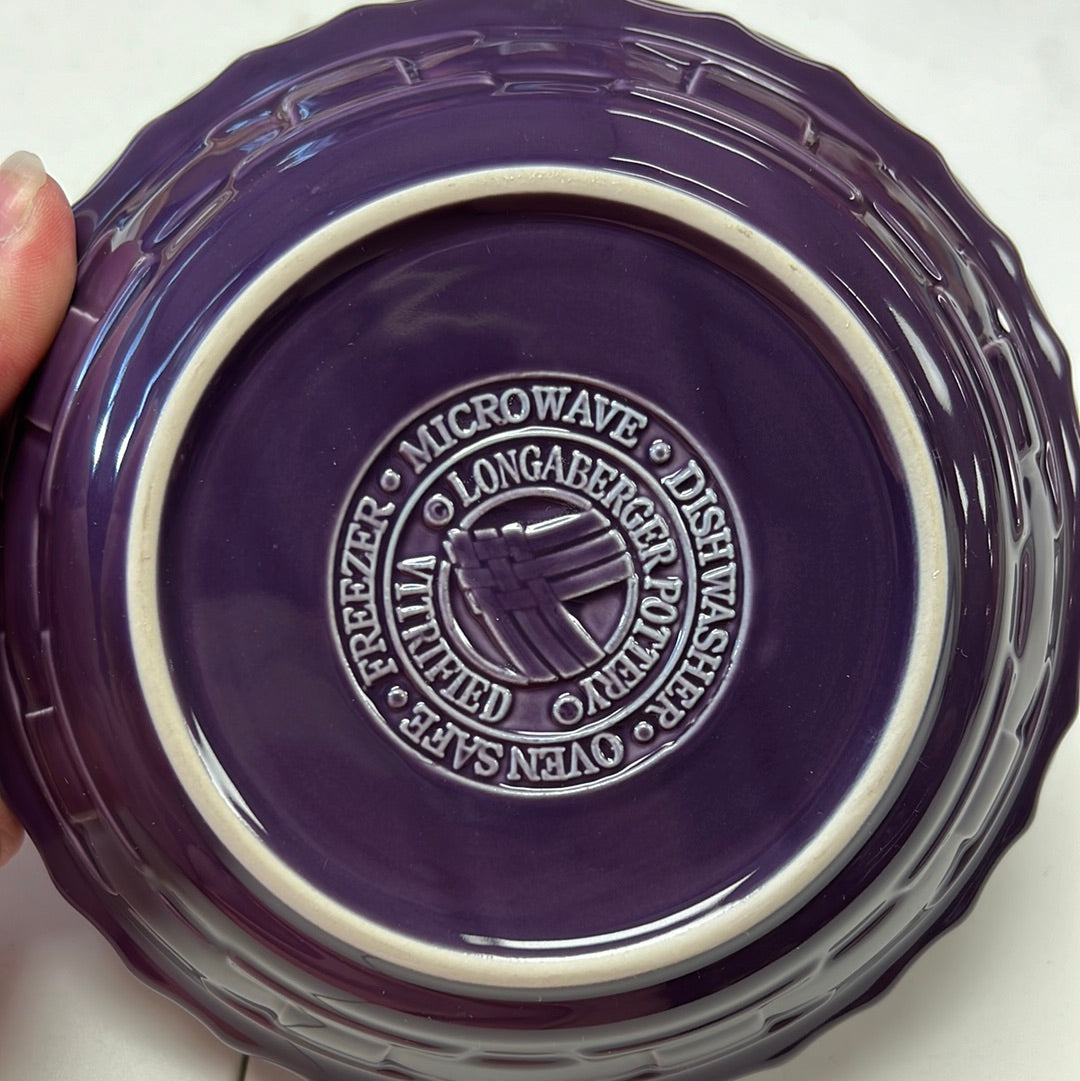 MICROWAVE • DISHWASHER • OVEN SAFE • FREEZER •
LONGABERGER POTTERY
VITRIFIED